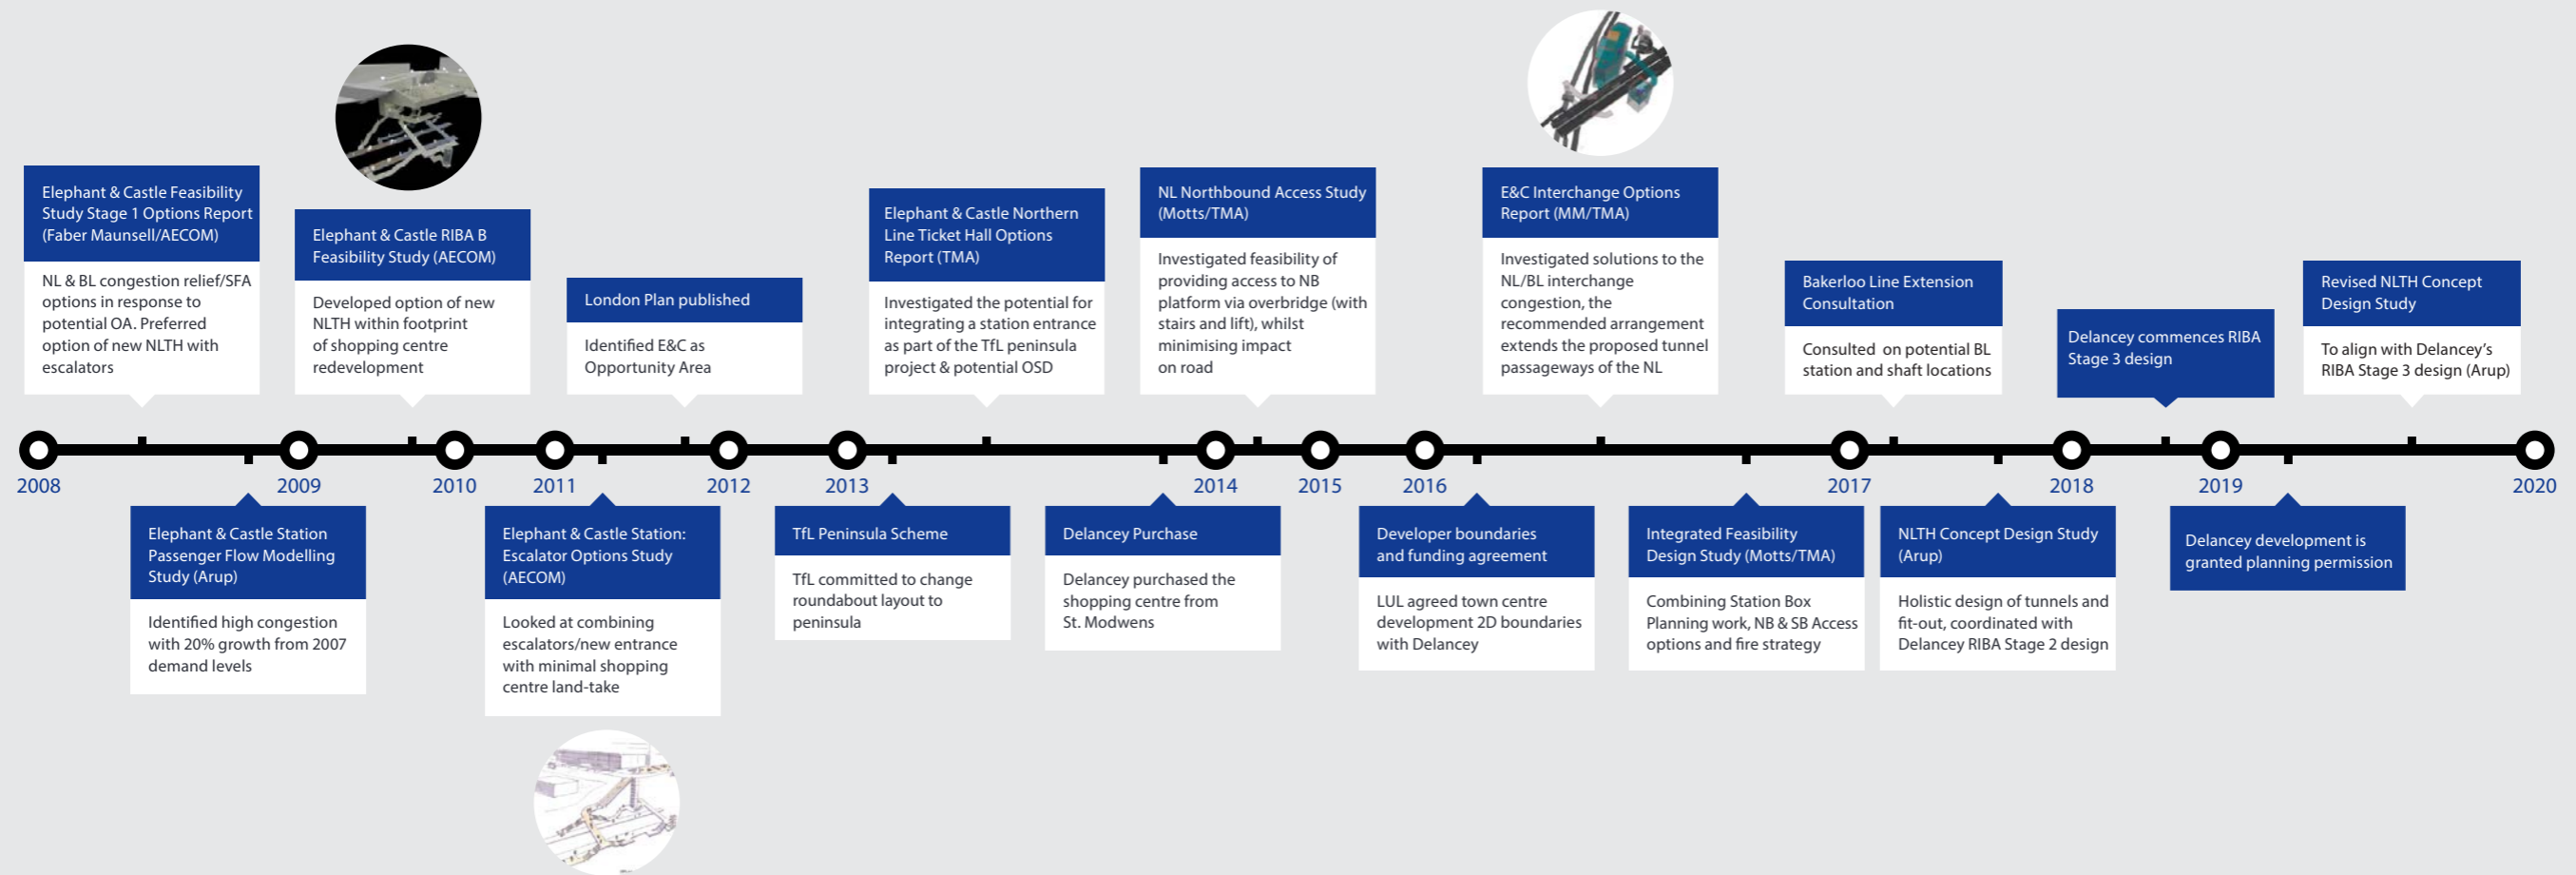 Elephant & Castle Feasibility
Study Stage 1 Options Report
(Faber Maunsell/AECOM)
NL & BL congestion relief/SFA
options in response to
potential OA. Preferred
option of new NLTH with
escalators
Elephant & Castle RIBA B
Feasibility Study (AECOM)
Developed option of new
NLTH within footprint
of shopping centre
redevelopment
London Plan published
Identified E&C as
Opportunity Area
Elephant & Castle Northern
Line Ticket Hall Options
Report (TMA)
Investigated the potential for
integrating a station entrance
as part of the TfL peninsula
project & potential OSD
NL Northbound Access Study
(Motts/TMA)
Investigated feasibility of
providing access to NB
platform via overbridge (with
stairs and lift), whilst
minimising impact
on road
E&C Interchange Options
Report (MM/TMA)
Investigated solutions to the
NL/BL interchange
congestion, the
recommended arrangement
extends the proposed tunnel
passageways of the NL
Bakerloo Line Extension
Consultation
Consulted on potential BL
station and shaft locations
Delancey commences RIBA
Stage 3 design
Revised NLTH Concept
Design Study
To align with Delancey's
RIBA Stage 3 design (Arup)
2008 2009 2010 2011 2012 2013 2014 2015 2016 2017 2018 2019 2020
Elephant & Castle Station
Passenger Flow Modelling
Study (Arup)
Identified high congestion
with 20% growth from 2007
demand levels
Elephant & Castle Station:
Escalator Options Study
(AECOM)
Looked at combining
escalators/new entrance
with minimal shopping
centre land-take
TfL Peninsula Scheme
TfL committed to change
roundabout layout to
peninsula
Delancey Purchase
Delancey purchased the
shopping centre from
St. Modwens
Developer boundaries
and funding agreement
LUL agreed town centre
development 2D boundaries
with Delancey
Integrated Feasibility
Design Study (Motts/TMA)
Combining Station Box
Planning work, NB & SB Access
options and fire strategy
NLTH Concept Design Study
(Arup)
Holistic design of tunnels and
fit-out, coordinated with
Delancey RIBA Stage 2 design
Delancey development is
granted planning permission